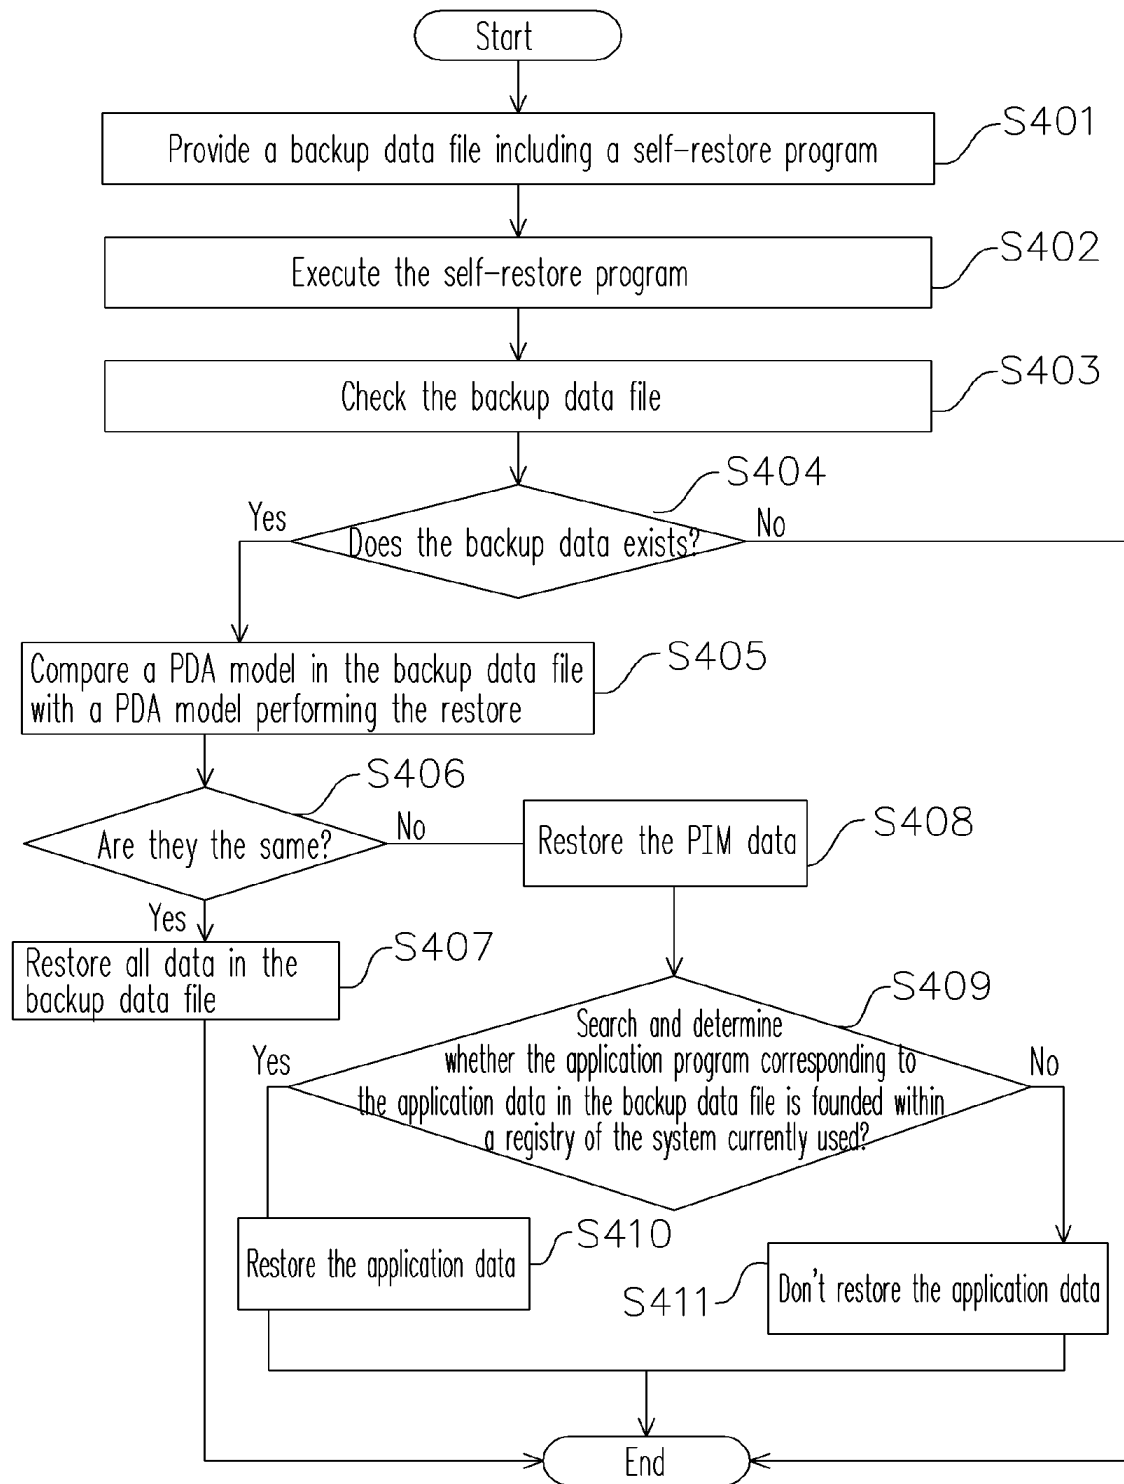 Start
S401
Provide a backup data file including a self-restore program
S402
Execute the self-restore program
S403
Check the backup data file
S404
Yes
Does the backup data exists?
No
S405
Compare a PDA model in the backup data file
with a PDA model performing the restore
S406
Are they the same?
No
Restore the PIM data
S408
Yes
S407
Restore all data in the
backup data file
S409
Search and determine
whether the application program corresponding to
the application data in the backup data file is founded within
a registry of the system currently used?
Yes
No
S410
Restore the application data
S411
Don't restore the application data
End